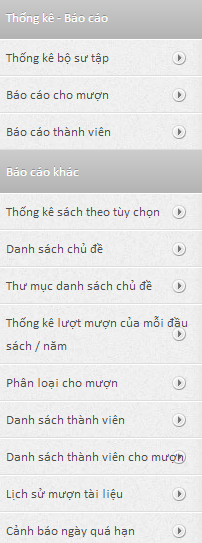 Thống kê - Báo cáo
Thống kê bộ sư tập
Báo cáo cho mượn
Báo cáo thành viên
Báo cáo khác
Thống kê sách theo tùy chọn
Danh sách chủ đề
Thư mục danh sách chủ đề
Thống kê lượt mượn của mỗi đầu
sách / năm
Phân loại cho mượn
Danh sách thành viên
Danh sách thành viên cho mượn
Lịch sử mượn tài liệu
Cảnh báo ngày quá hạn